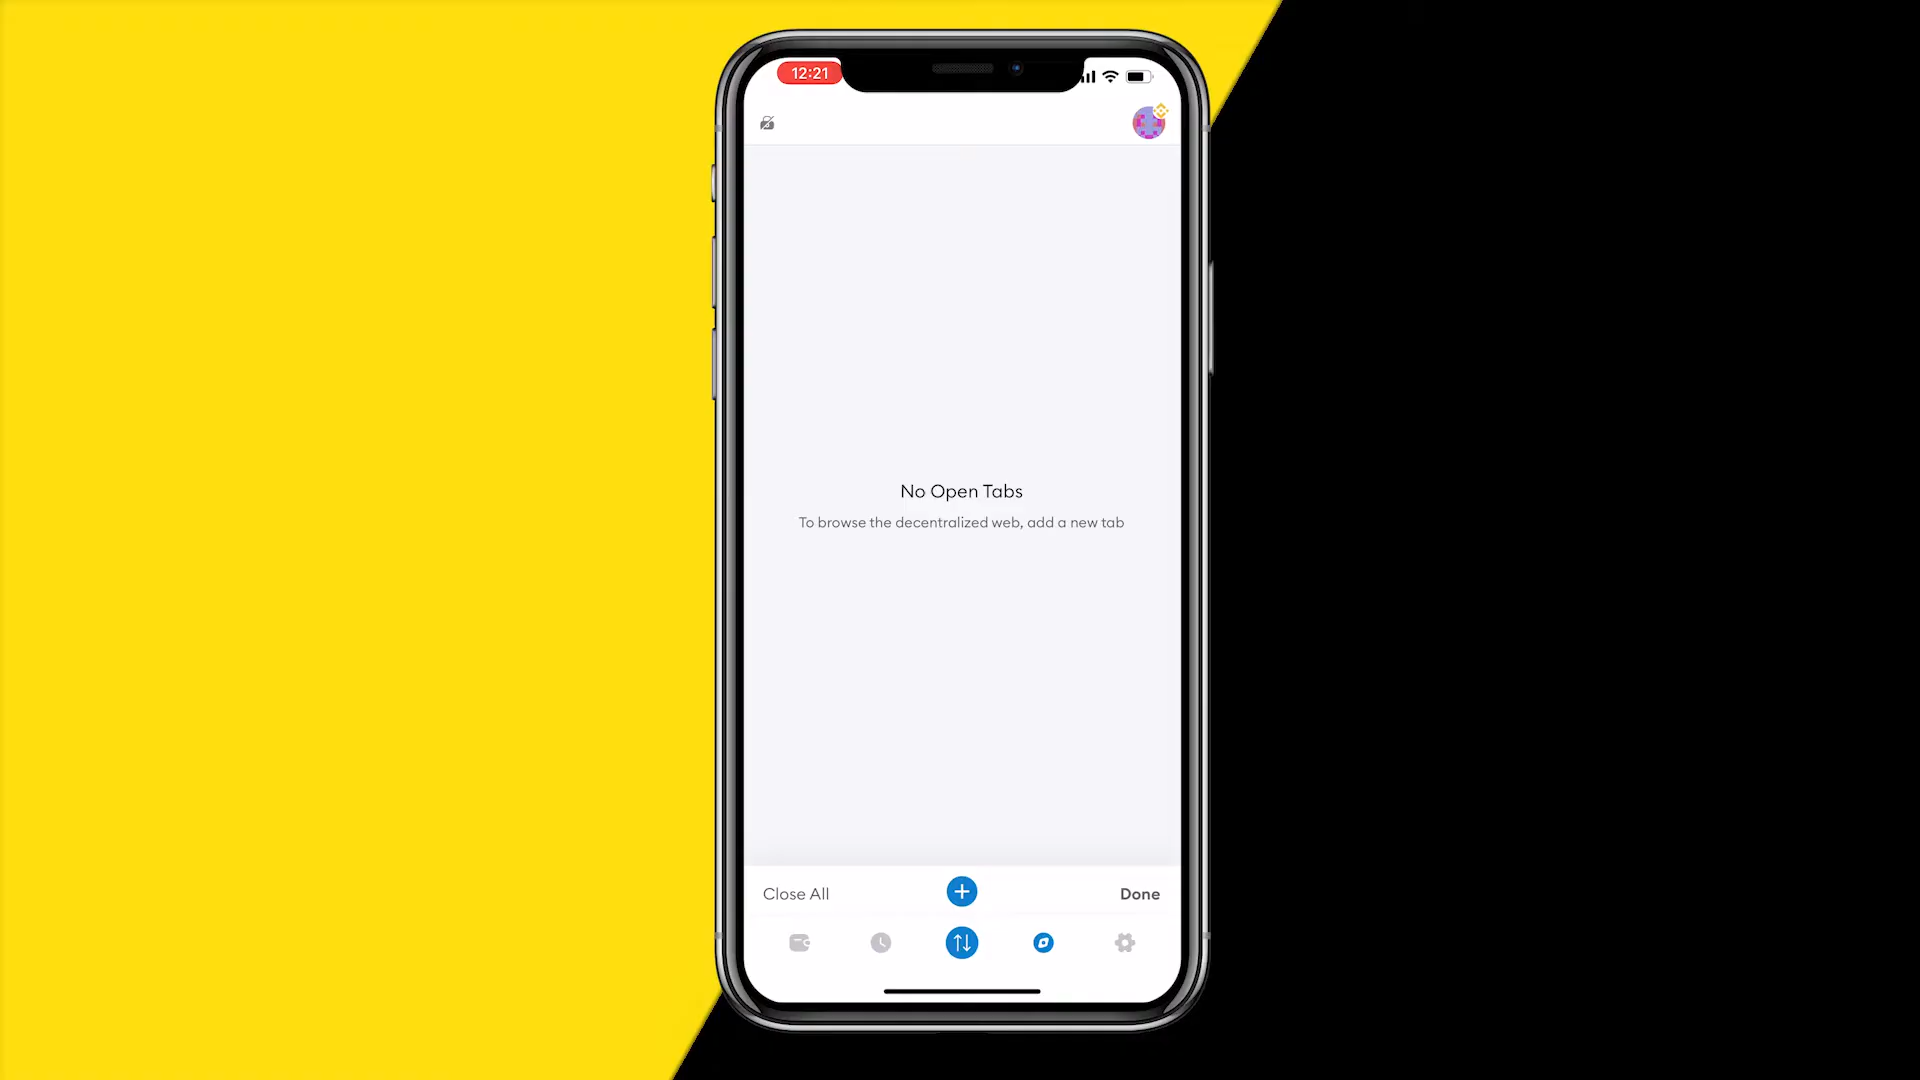 12:21
No Open Tabs
To browse the decentralized web, add a new tab
Close All
Done